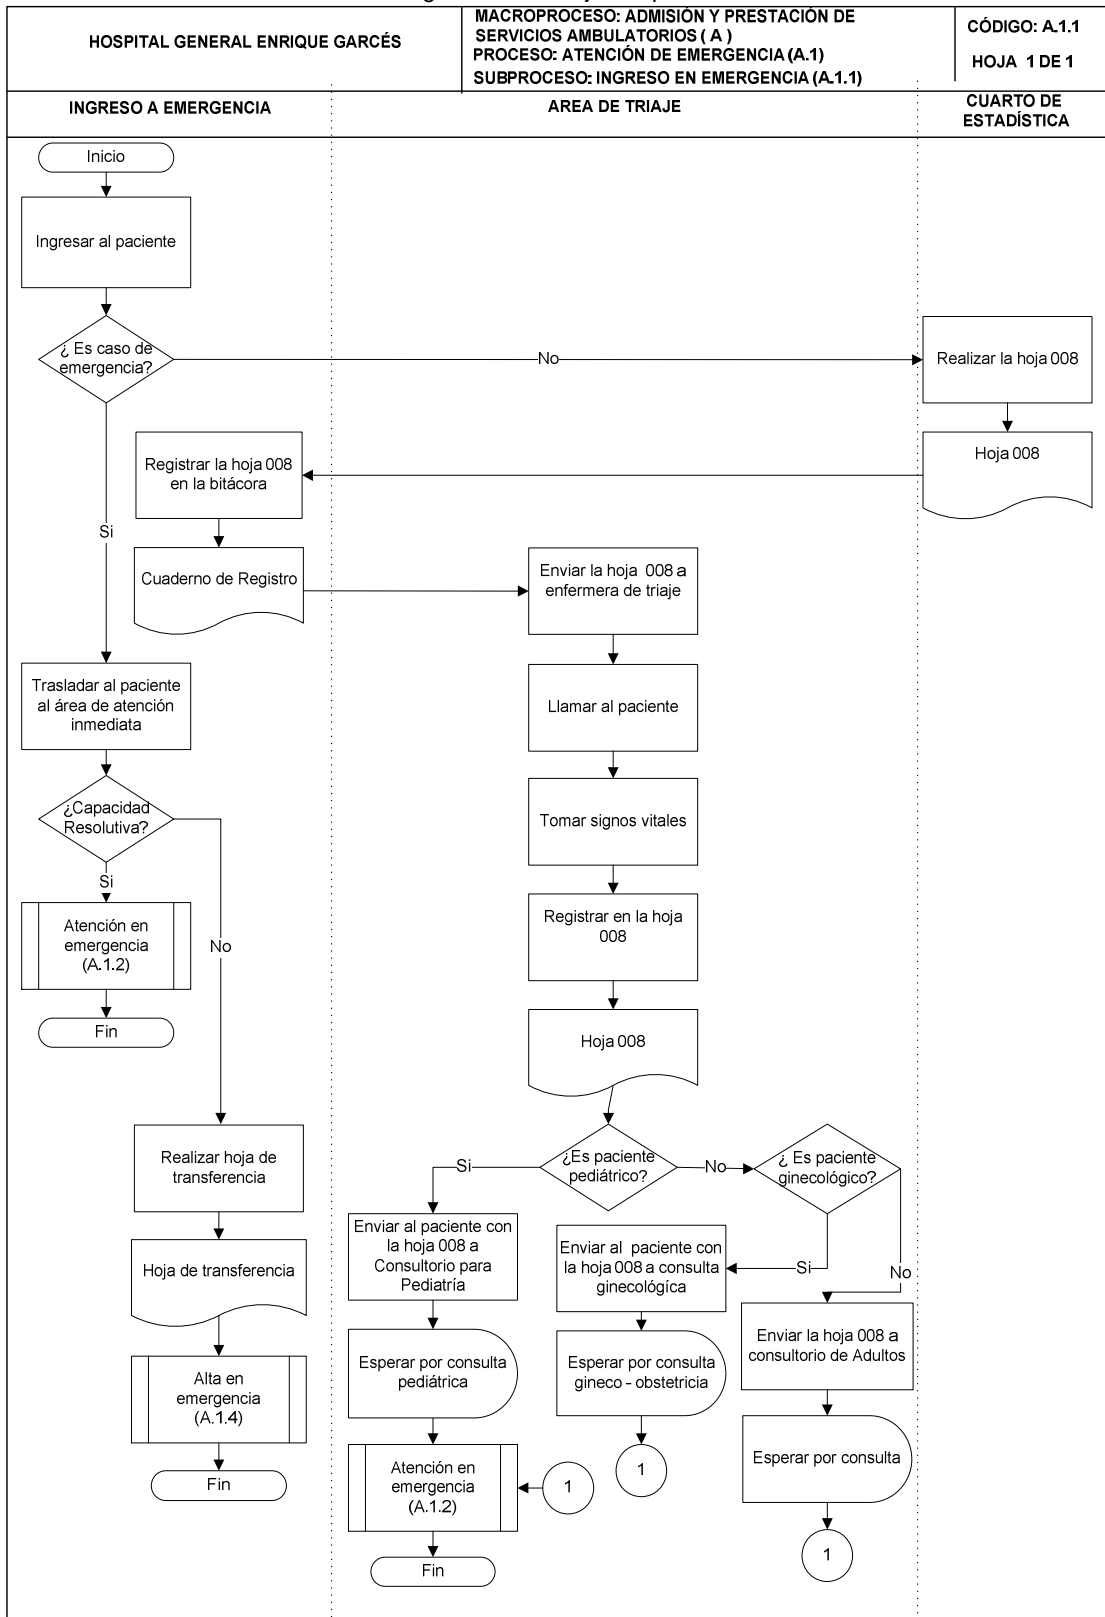 HOSPITAL GENERAL ENRIQUE GARCÉS
MACROPROCESO: ADMISIÓN Y PRESTACIÓN DE
SERVICIOS AMBULATORIOS ( A )
PROCESO: ATENCIÓN DE EMERGENCIA (A.1)
SUBPROCESO: INGRESO EN EMERGENCIA (A.1.1)
CÓDIGO: A.1.1
HOJA 1 DE 1
INGRESO A EMERGENCIA
AREA DE TRIAJE
CUARTO DE
ESTADÍSTICA
Inicio
Ingresar al paciente
¿ Es caso de
emergencia?
No
Realizar la hoja 008
Hoja 008
Registrar la hoja 008
en la bitácora
Si
Cuaderno de Registro
Enviar la hoja 008 a
enfermera de triaje
Trasladar al paciente
al área de atención
inmediata
Llamar al paciente
¿Capacidad
Resolutiva?
Tomar signos vitales
Si
Atención en
emergencia
(A.1.2)
No
Registrar en la hoja
008
Fin
Hoja 008
Realizar hoja de
transferencia
¿Es paciente
pediátrico?
Si
No
¿ Es paciente
ginecológico?
Enviar al paciente con
la hoja 008 a
Consultorio para
Pediatría
Enviar al paciente con
la hoja 008 a consulta
ginecológica
Si
No
Hoja de transferencia
Enviar la hoja 008 a
consultorio de Adultos
Esperar por consulta
pediátrica
Esperar por consulta
gineco - obstetricia
Alta en
emergencia
(A.1.4)
Esperar por consulta
Atención en
emergencia
(A.1.2)
1
1
Fin
1
Fin